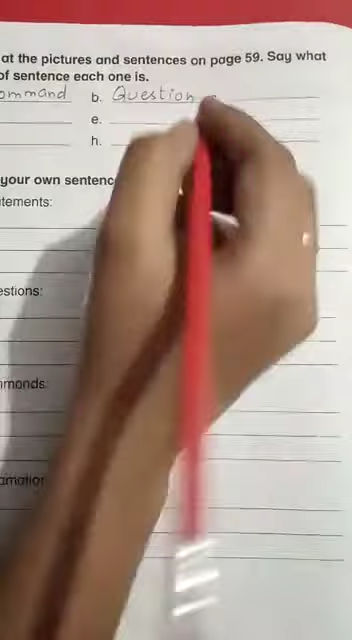 at the pictures and sentences on page 59. Say what
of sentence each one is.
ommand b. Question
e.
h.
your own sentenc
tements:
estions:
mmands:
amation